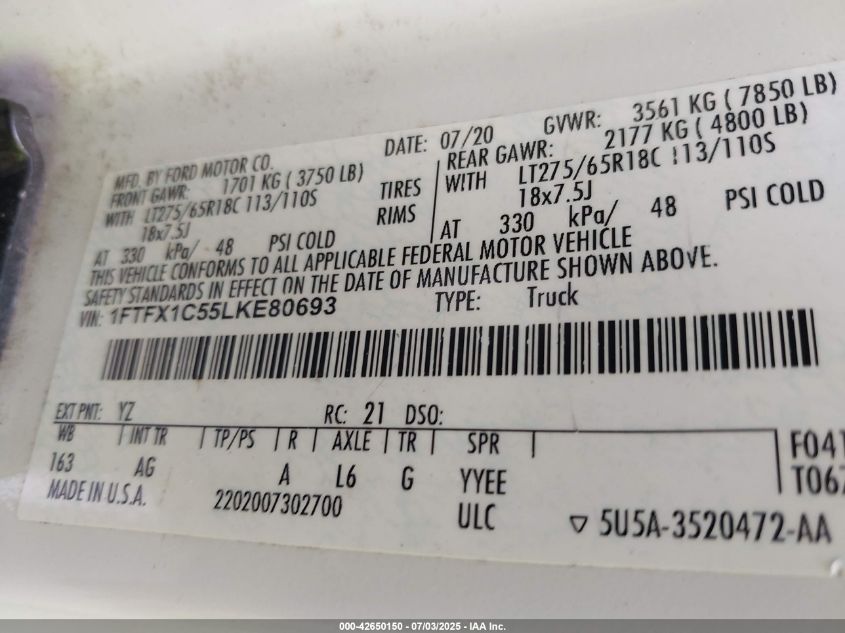 MFD. BY FORD MOTOR CO.
DATE: 07/20
GVWR: 3561 KG ( 7850 LB)
FRONT GAWR: 1701 KG ( 3750 LB)
REAR GAWR: 2177 KG ( 4800 LB)
WITH LT275/65R18C 113/110S
TIRES
WITH LT275/65R18C 113/110S
18x7.5J
RIMS
18x7.5J
AT 330 kPa/ 48 PSI COLD
AT 330 kPa/ 48 PSI COLD
THIS VEHICLE CONFORMS TO ALL APPLICABLE FEDERAL MOTOR VEHICLE
SAFETY STANDARDS IN EFFECT ON THE DATE OF MANUFACTURE SHOWN ABOVE.
VIN: 1FTFX1C55LKE80693
TYPE: Truck
EXT PNT: YZ RC: 21 DSO:
WB | INT TR | TP/PS | R | AXLE | TR | SPR |
163 AG A L6 G YYEE
F04
T06
MADE IN U.S.A. 2202007302700 ULC ▽ 5U5A-3520472-AA
000-42650150 - 07/03/2025 - IAA Inc.